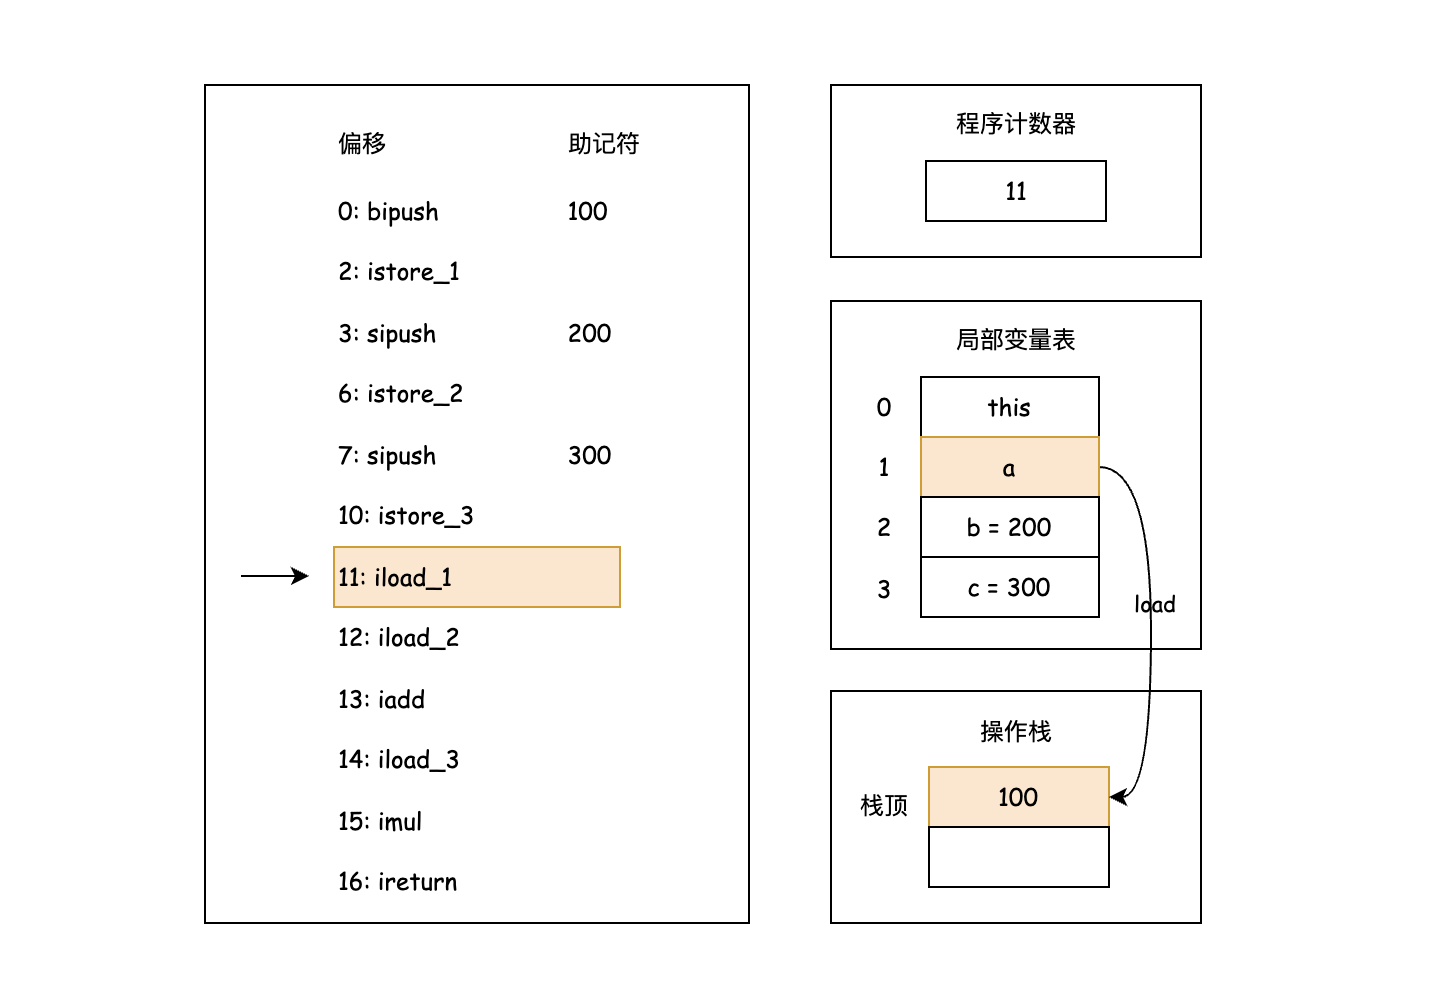 偏移 助记符
0: bipush 100
2: istore_1
3: sipush 200
6: istore_2
7: sipush 300
10: istore_3
11: iload_1
12: iload_2
13: iadd
14: iload_3
15: imul
16: ireturn
程序计数器
11
局部变量表
0 this
1 a
2 b = 200
3 c = 300
load
操作栈
栈顶 100